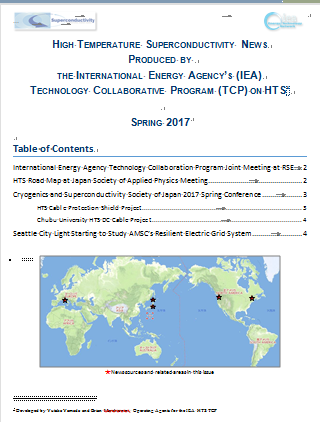 Superconductivity
HIGH TEMPERATURE SUPERCONDUCTIVITY NEWS
PRODUCED BY
THE INTERNATIONAL ENERGY AGENCY'S (IEA)
TECHNOLOGY COLLABORATIVE PROGRAM (TCP) ON HTS
SPRING 2017
Table of Contents
International Energy Agency Technology Collaboration Program Joint Meeting at RSE 2
HTS Road Map at Japan Society of Applied Physics Meeting 2
Cryogenics and Superconductivity Society of Japan 2017 Spring Conference 3
HTS Cable Protection Shield Project 3
Chubu University HTS DC Cable Project 4
Seattle City Light Starting to Study AMSC's Resilient Electric Grid System 4
★ News sources and related areas in this issue
Developed by Yutaka Yamada and Brian Marchionini, Operating Agents for the IEA HTS TCP